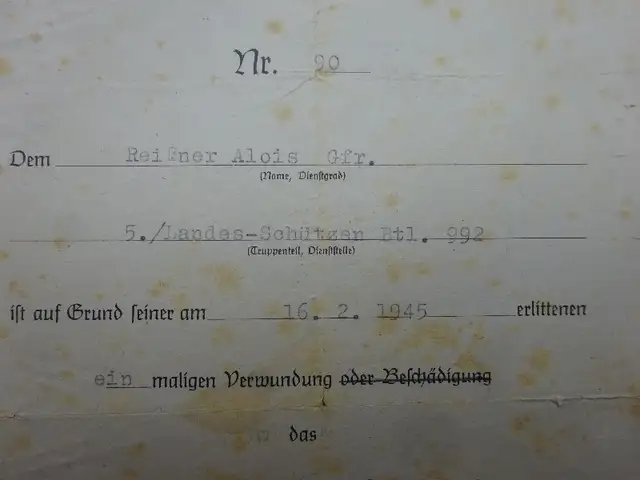 Nr. 90
Dem Reißner Alois Gfr.
(Name, Dienstgrad)
5./Landes-Schützen Btl. 992
(Truppenteil, Dienststelle)
ist auf Grund seiner am 16. 2. 1945 erlittenen
ein maligen Verwundung oder Beschädigung
das